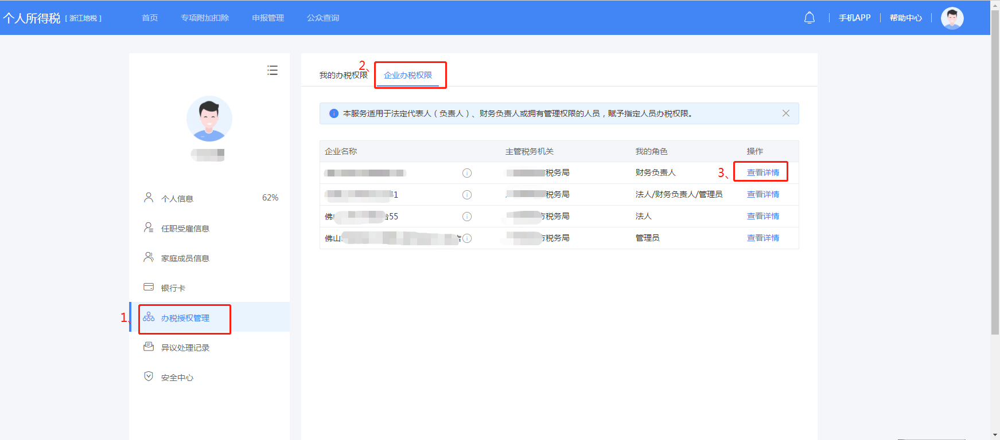 个人所得税 [ 浙江地税 ] 首页 专项附加扣除 申报管理 公众查询 手机APP 帮助中心
2、
我的办税权限 企业办税权限
本服务适用于法定代表人（负责人）、财务负责人或拥有管理权限的人员，赋予指定人员办税权限。
企业名称 主管税务机关 我的角色 操作
税务局 财务负责人 3、 查看详情
1 税务局 法人/财务负责人/管理员 查看详情
佛 55 税务局 法人 查看详情
佛山 税务局 管理员 查看详情
个人信息 62%
任职受雇信息
家庭成员信息
银行卡
1、 办税授权管理
异议处理记录
安全中心